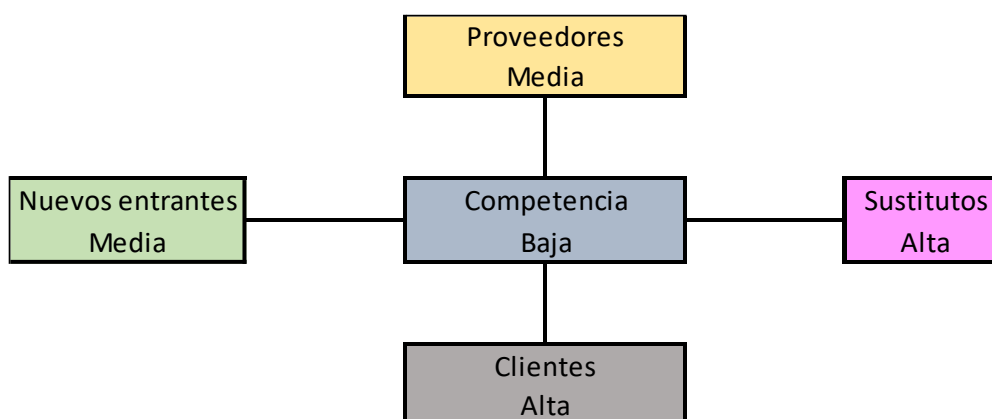 Proveedores
Media
Nuevos entrantes
Media
Competencia
Baja
Sustitutos
Alta
Clientes
Alta